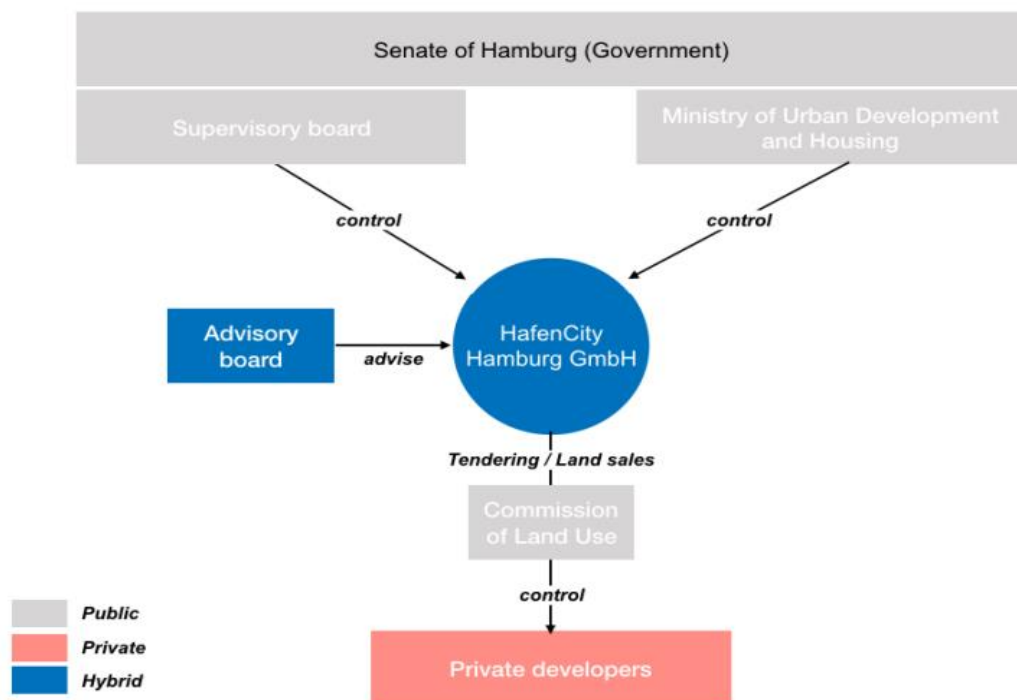 Senate of Hamburg (Government)
Supervisory board
Ministry of Urban Development
and Housing
control
control
Advisory
board
advise
HafenCity
Hamburg GmbH
Tendering / Land sales
Commission
of Land Use
control
Public
Private
Hybrid
Private developers